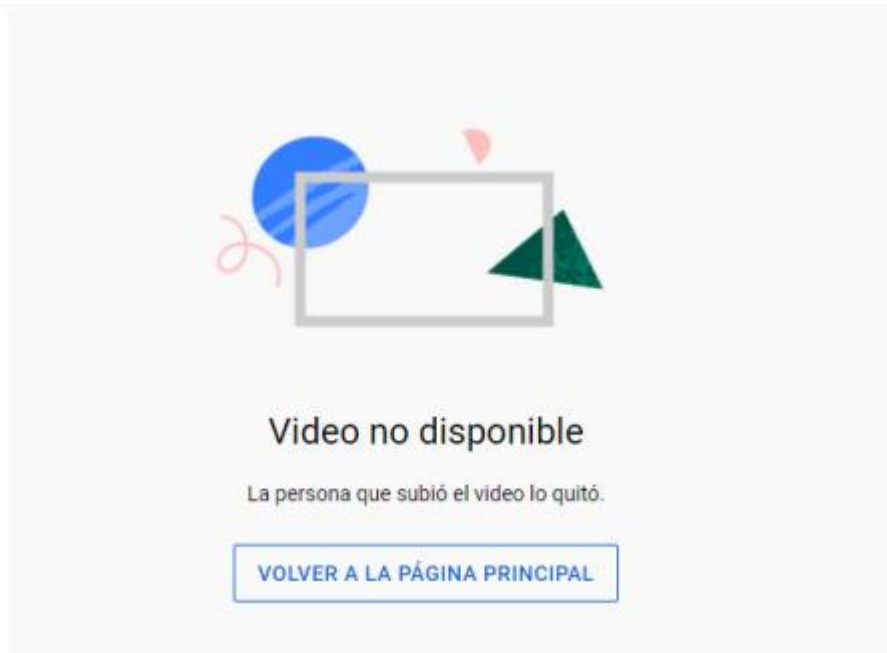 Video no disponible
La persona que subió el video lo quitó.
VOLVER A LA PÁGINA PRINCIPAL